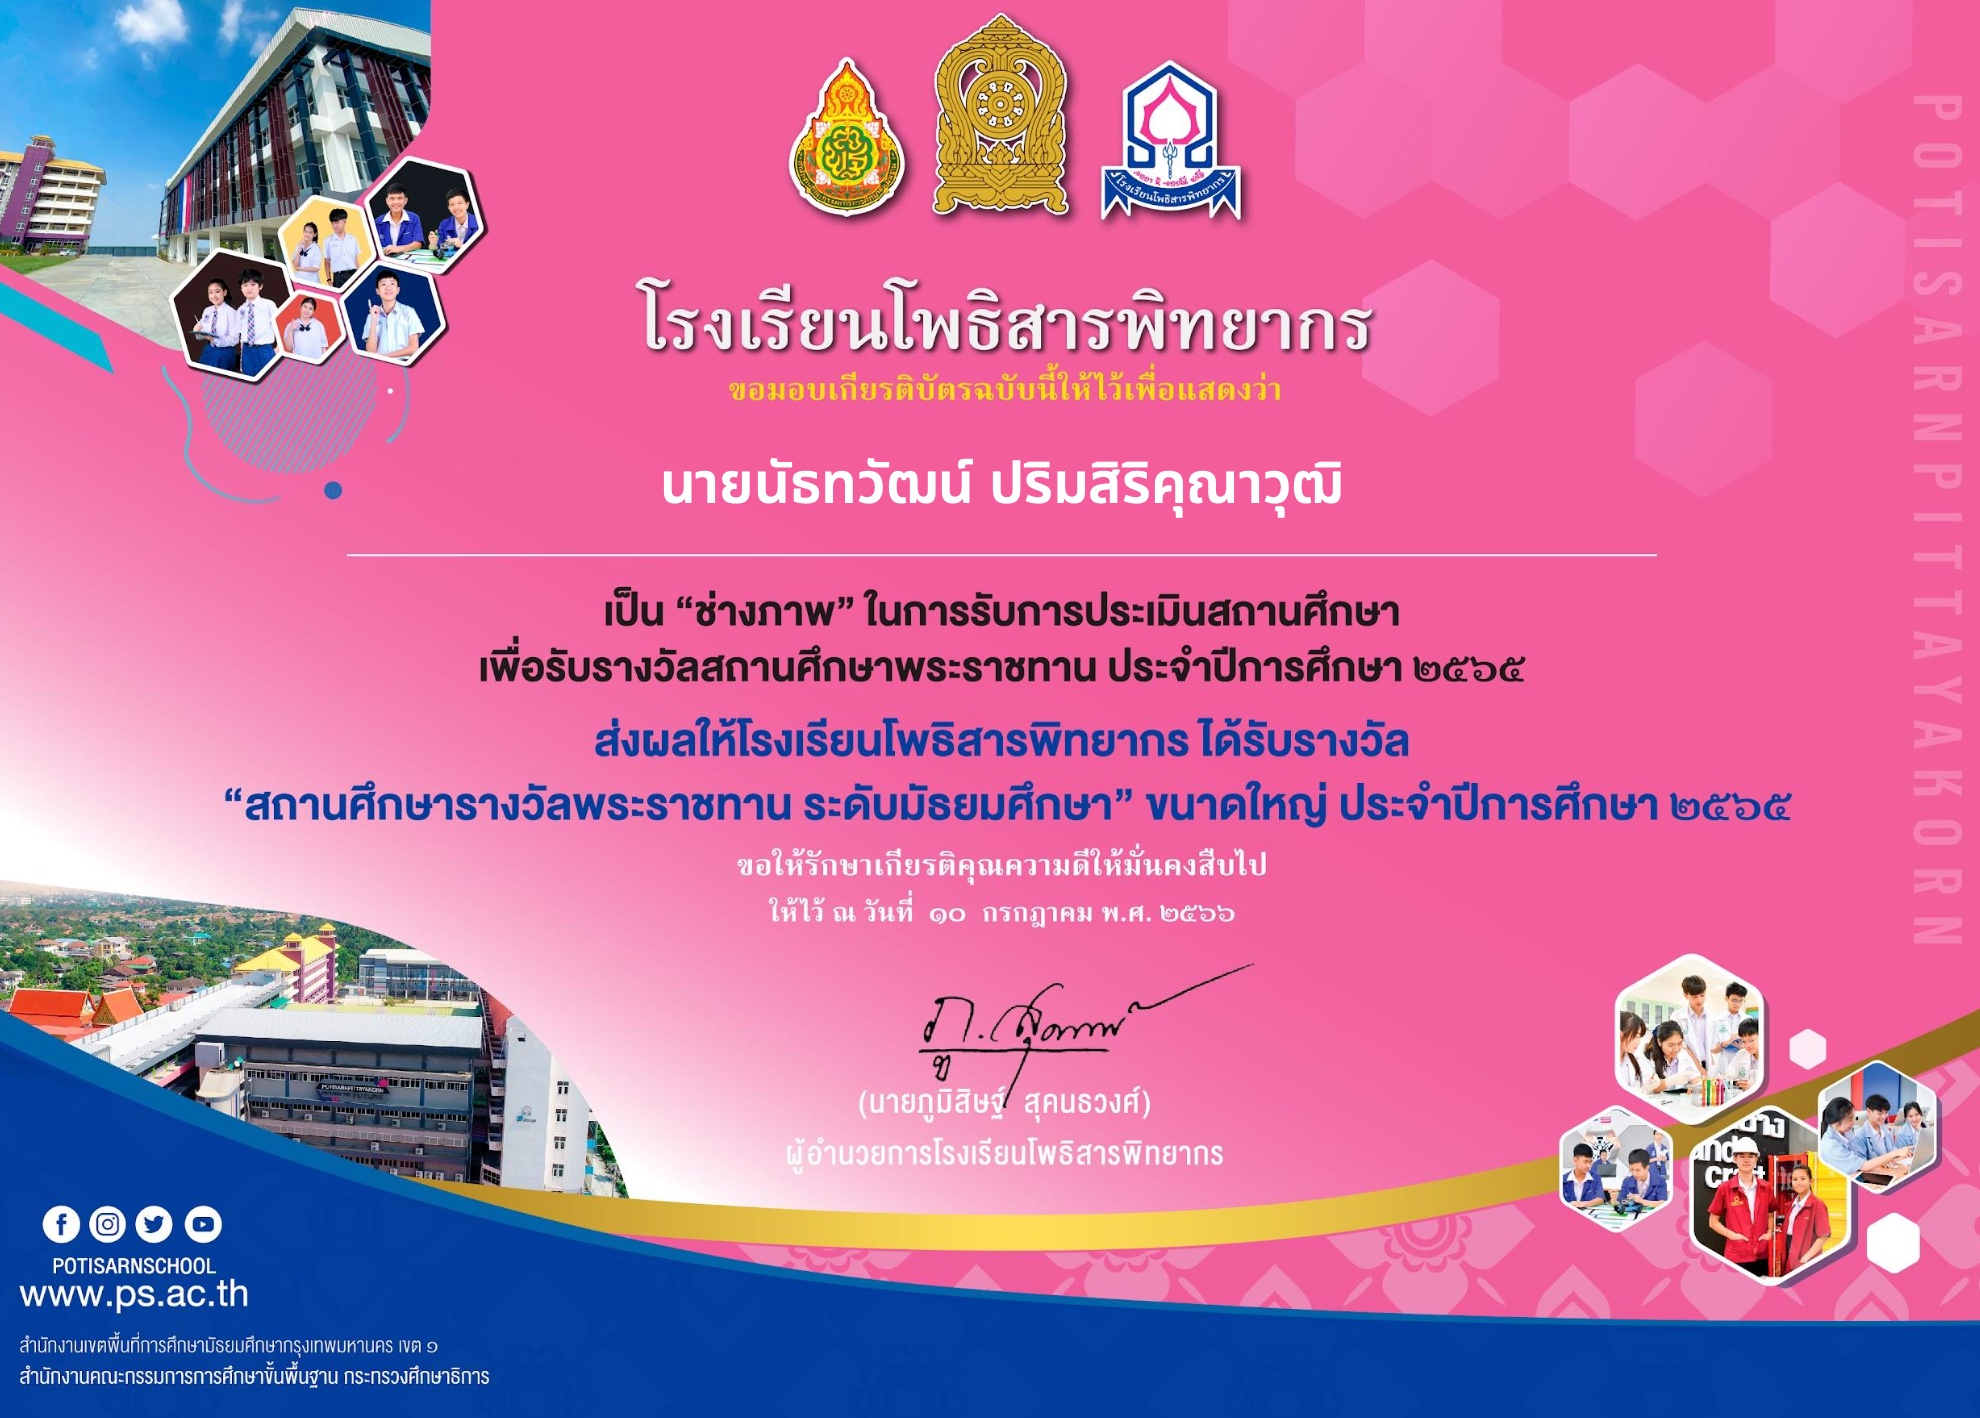 โรงเรียนโพธิสารพิทยากร
โรงเรียนโพธิสารพิทยากร
ขอมอบเกียรติบัตรฉบับนี้ให้ไว้เพื่อแสดงว่า
นายนัธทวัฒน์ ปริมสิริคุณาวุฒิ
เป็น “ช่างภาพ” ในการรับการประเมินสถานศึกษา
เพื่อรับรางวัลสถานศึกษาพระราชทาน ประจำปีการศึกษา ๒๕๖๕
ส่งผลให้โรงเรียนโพธิสารพิทยากร ได้รับรางวัล
“สถานศึกษารางวัลพระราชทาน ระดับมัธยมศึกษา” ขนาดใหญ่ ประจำปีการศึกษา ๒๕๖๕
ขอให้รักษาเกียรติคุณความดีให้มั่นคงสืบไป
ให้ไว้ ณ วันที่ ๑๐ กรกฎาคม พ.ศ. ๒๕๖๖
(นายภูมิสิษฐ์ สุคนธวงศ์)
ผู้อำนวยการโรงเรียนโพธิสารพิทยากร
POTISARNPITTAYAKORN
POTISARNPITTAYAKORN
FUTURE
POTISARNSCHOOL
www.ps.ac.th
สำนักงานเขตพื้นที่การศึกษามัธยมศึกษากรุงเทพมหานคร เขต ๑
สำนักงานคณะกรรมการการศึกษาขั้นพื้นฐาน กระทรวงศึกษาธิการ